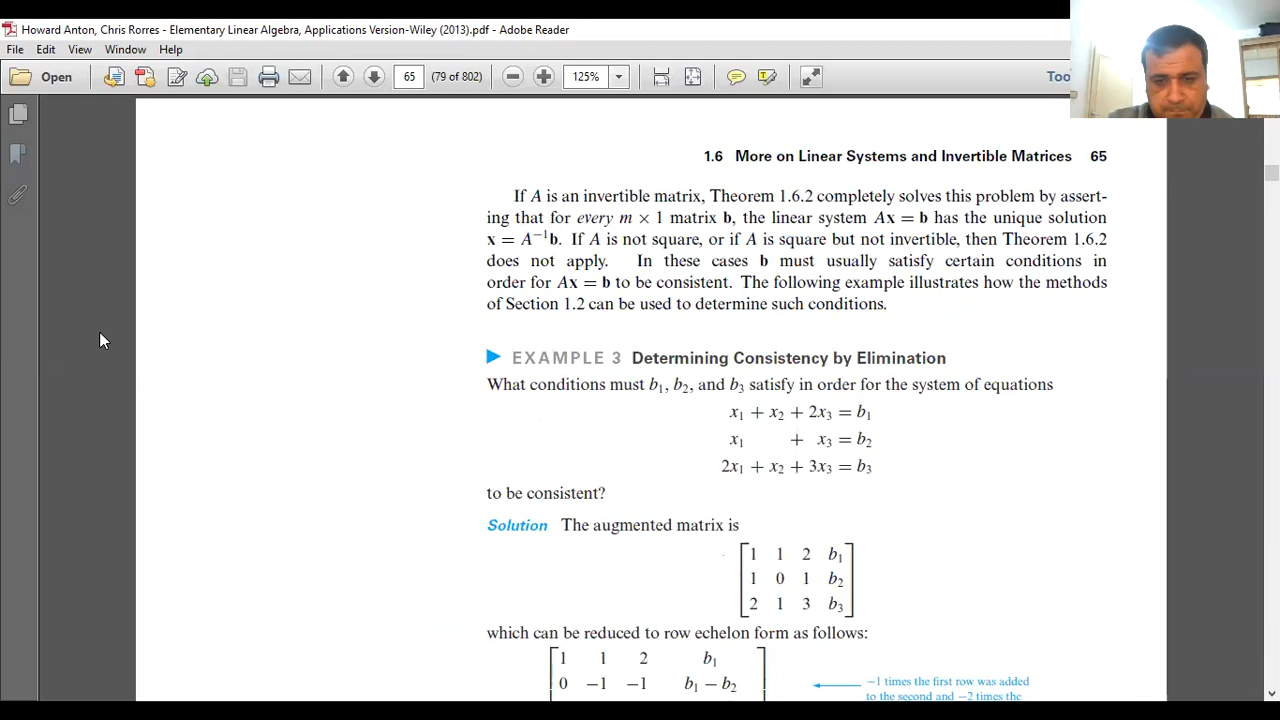 Howard Anton, Chris Rorres - Elementary Linear Algebra, Applications Version-Wiley (2013).pdf - Adobe Reader
File Edit View Window Help
Open 65 (79 of 802) 125% Too
1.6 More on Linear Systems and Invertible Matrices 65
If A is an invertible matrix, Theorem 1.6.2 completely solves this problem by assert-
ing that for every m × 1 matrix b, the linear system Ax = b has the unique solution
x = A⁻¹b. If A is not square, or if A is square but not invertible, then Theorem 1.6.2
does not apply. In these cases b must usually satisfy certain conditions in
order for Ax = b to be consistent. The following example illustrates how the methods
of Section 1.2 can be used to determine such conditions.
EXAMPLE 3 Determining Consistency by Elimination
What conditions must b₁, b₂, and b₃ satisfy in order for the system of equations
x₁ + x₂ + 2x₃ = b₁
x₁ + x₃ = b₂
2x₁ + x₂ + 3x₃ = b₃
to be consistent?
Solution The augmented matrix is
1 1 2 b₁
1 0 1 b₂
2 1 3 b₃
which can be reduced to row echelon form as follows:
1 1 2 b₁
0 −1 −1 b₁ − b₂
−1 times the first row was added
to the second and −2 times the